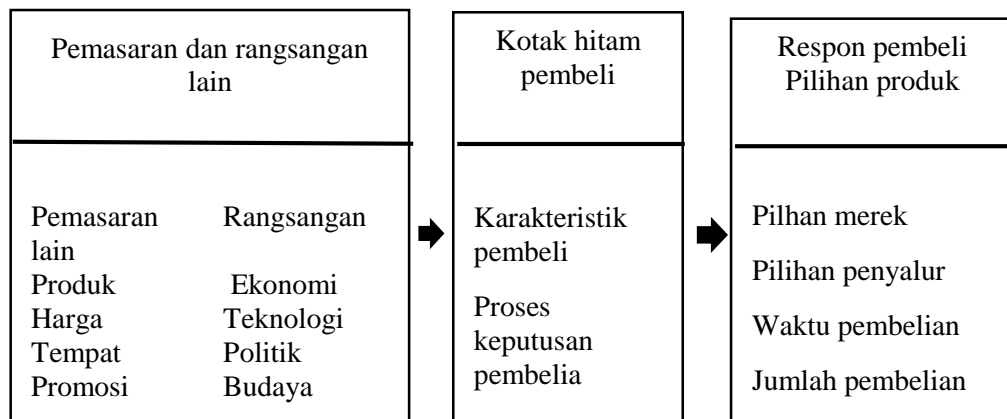 Pemasaran dan rangsangan
lain
Pemasaran Rangsangan
lain
Produk Ekonomi
Harga Teknologi
Tempat Politik
Promosi Budaya
Kotak hitam
pembeli
Karakteristik
pembeli
Proses
keputusan
pembelia
Respon pembeli
Pilihan produk
Pilhan merek
Pilihan penyalur
Waktu pembelian
Jumlah pembelian